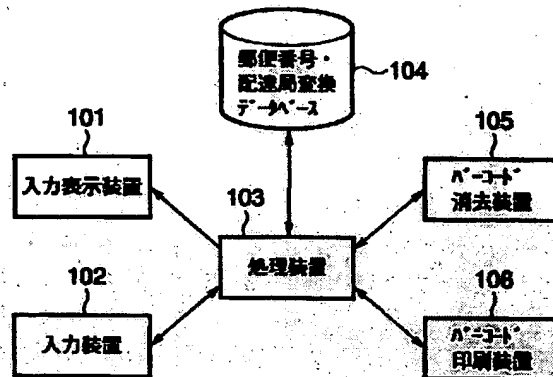 郵便番号・
配達局変換
ﾃﾞｰﾀﾍﾞｰｽ
104
101
入力表示装置
105
ﾊﾞｰｺｰﾄﾞ
消去装置
103
処理装置
102
入力装置
106
ﾊﾞｰｺｰﾄﾞ
印刷装置